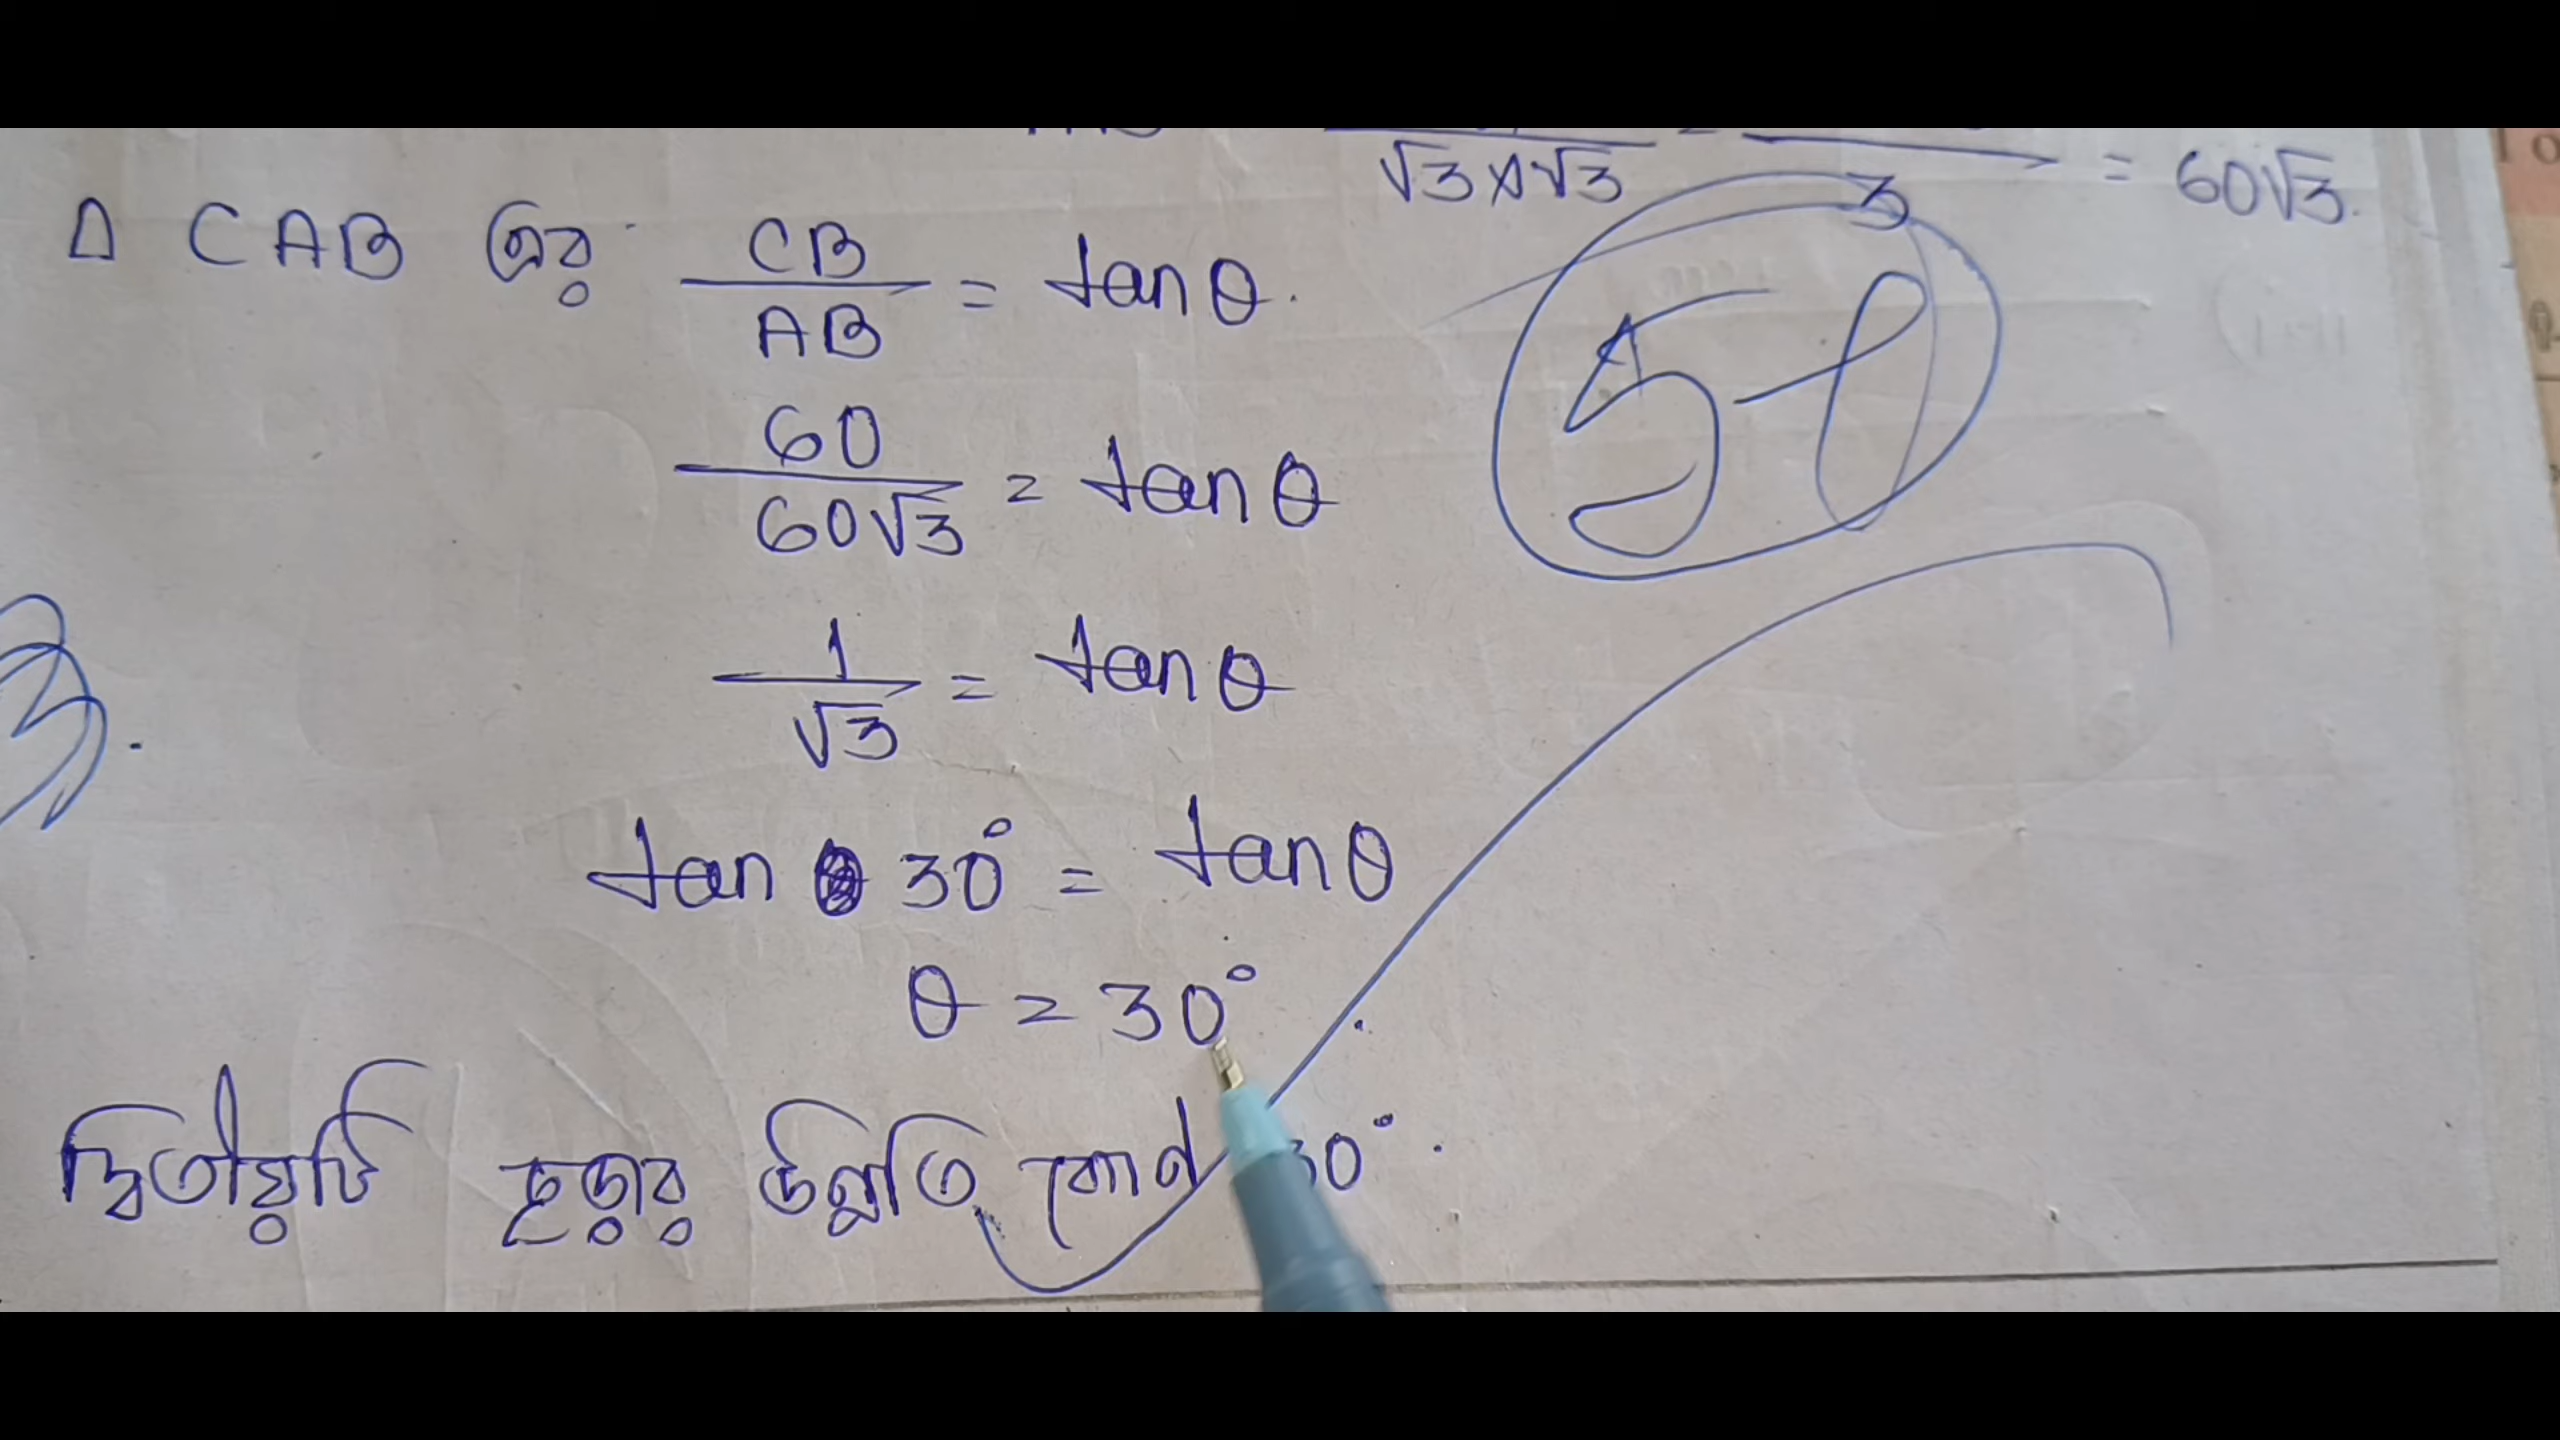 √3×√3 3 = 60√3.
Δ CAB এর CB/AB = tanθ.
60/60√3 = tanθ
1/√3 = tanθ
tan 30° = tanθ
θ = 30°
দ্বিতীয়টি চূড়ার উন্নতি কোণ 30°.